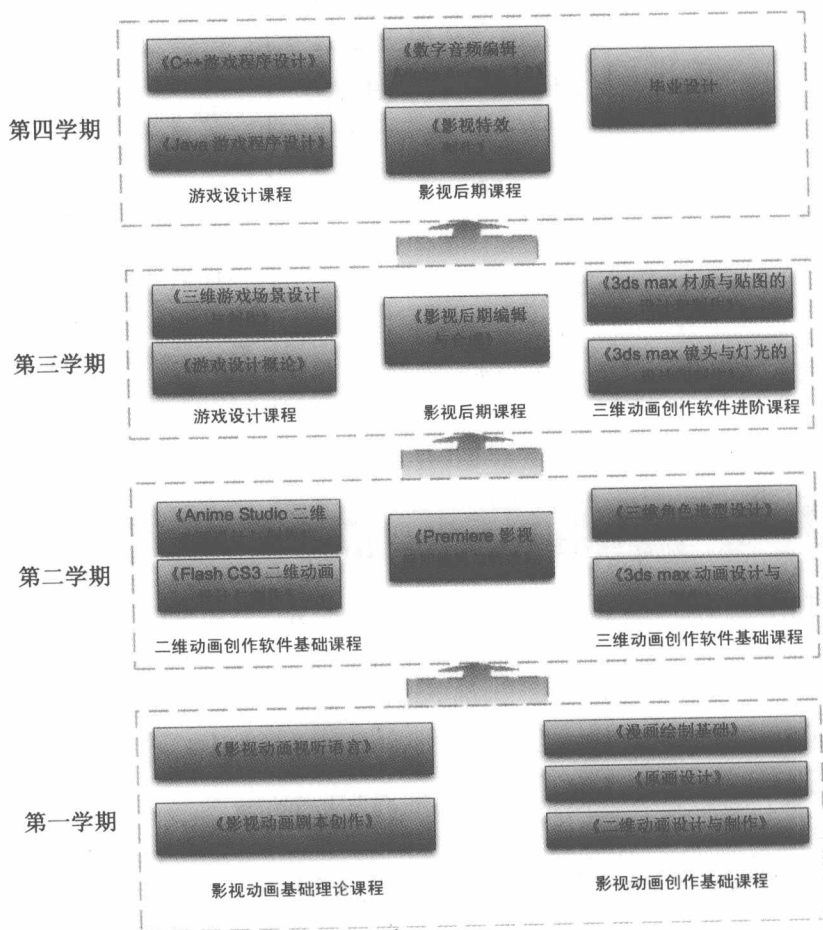 第四学期
《C++游戏程序设计》
《Java 游戏程序设计》
游戏设计课程
《数字音频编辑
《影视特效
制作》
影视后期课程
毕业设计
第三学期
《三维游戏场景设计
《游戏设计概论》
游戏设计课程
《影视后期编辑
与合成》
影视后期课程
《3ds max 材质与贴图的
《3ds max 镜头与灯光的
三维动画创作软件进阶课程
第二学期
《Anime Studio 二维
《Flash CS3 二维动画
二维动画创作软件基础课程
《Premiere 影视
《三维角色造型设计》
《3ds max 动画设计与
三维动画创作软件基础课程
第一学期
《影视动画视听语言》
《影视动画剧本创作》
影视动画基础理论课程
《漫画绘制基础》
《原画设计》
《二维动画设计与制作》
影视动画创作基础课程